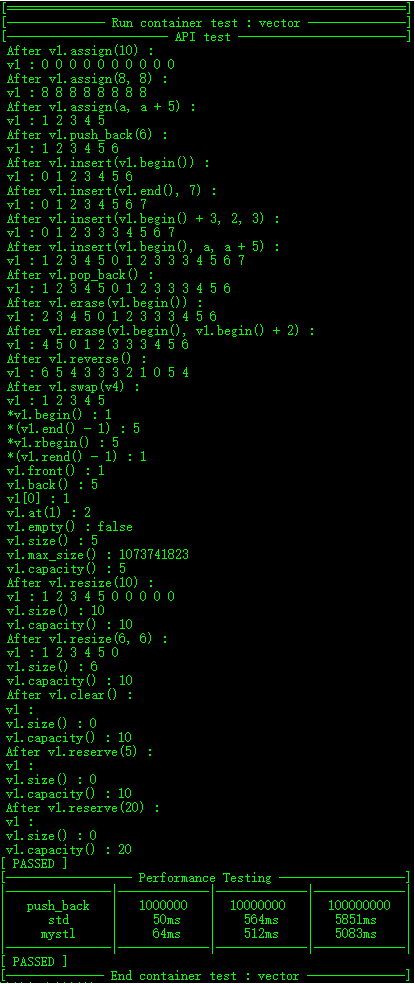 Run container test : vector
API test
After v1.assign(10) :
v1 : 0 0 0 0 0 0 0 0 0 0
After v1.assign(8, 8) :
v1 : 8 8 8 8 8 8 8 8
After v1.assign(a, a + 5) :
v1 : 1 2 3 4 5
After v1.push_back(6) :
v1 : 1 2 3 4 5 6
After v1.insert(v1.begin()) :
v1 : 0 1 2 3 4 5 6
After v1.insert(v1.end(), 7) :
v1 : 0 1 2 3 4 5 6 7
After v1.insert(v1.begin() + 3, 2, 3) :
v1 : 0 1 2 3 3 3 4 5 6 7
After v1.insert(v1.begin(), a, a + 5) :
v1 : 1 2 3 4 5 0 1 2 3 3 3 4 5 6 7
After v1.pop_back() :
v1 : 1 2 3 4 5 0 1 2 3 3 3 4 5 6
After v1.erase(v1.begin()) :
v1 : 2 3 4 5 0 1 2 3 3 3 4 5 6
After v1.erase(v1.begin(), v1.begin() + 2) :
v1 : 4 5 0 1 2 3 3 3 4 5 6
After v1.reverse() :
v1 : 6 5 4 3 3 3 2 1 0 5 4
After v1.swap(v4) :
v1 : 1 2 3 4 5
*v1.begin() : 1
*(v1.end() - 1) : 5
*v1.rbegin() : 5
*(v1.rend() - 1) : 1
v1.front() : 1
v1.back() : 5
v1[0] : 1
v1.at(1) : 2
v1.empty() : false
v1.size() : 5
v1.max_size() : 1073741823
v1.capacity() : 5
After v1.resize(10) :
v1 : 1 2 3 4 5 0 0 0 0 0
v1.size() : 10
v1.capacity() : 10
After v1.resize(6, 6) :
v1 : 1 2 3 4 5 0
v1.size() : 6
v1.capacity() : 10
After v1.clear() :
v1 :
v1.size() : 0
v1.capacity() : 10
After v1.reserve(5) :
v1 :
v1.size() : 0
v1.capacity() : 10
After v1.reserve(20) :
v1 :
v1.size() : 0
v1.capacity() : 20
[ PASSED ]
Performance Testing
push_back 1000000 10000000 100000000
std 50ms 564ms 5851ms
mystl 64ms 512ms 5083ms
[ PASSED ]
End container test : vector